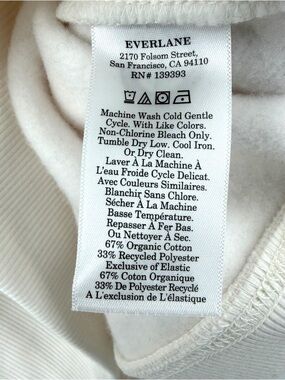 EVERLANE
2170 Folsom Street,
San Francisco, CA 94110
RN# 139393
Machine Wash Cold Gentle
Cycle. With Like Colors.
Non-Chlorine Bleach Only.
Tumble Dry Low. Cool Iron.
Or Dry Clean.
Laver À La Machine À
L'eau Froide Cycle Delicat.
Avec Couleurs Similaires.
Blanchir Sans Chlore.
Sécher À La Machine
Basse Température.
Repasser À Fer Bas.
Ou Nettoyer À Sec.
67% Organic Cotton
33% Recycled Polyester
Exclusive of Elastic
67% Coton Organique
33% De Polyester Recyclé
A L'exclusion de L'élastique